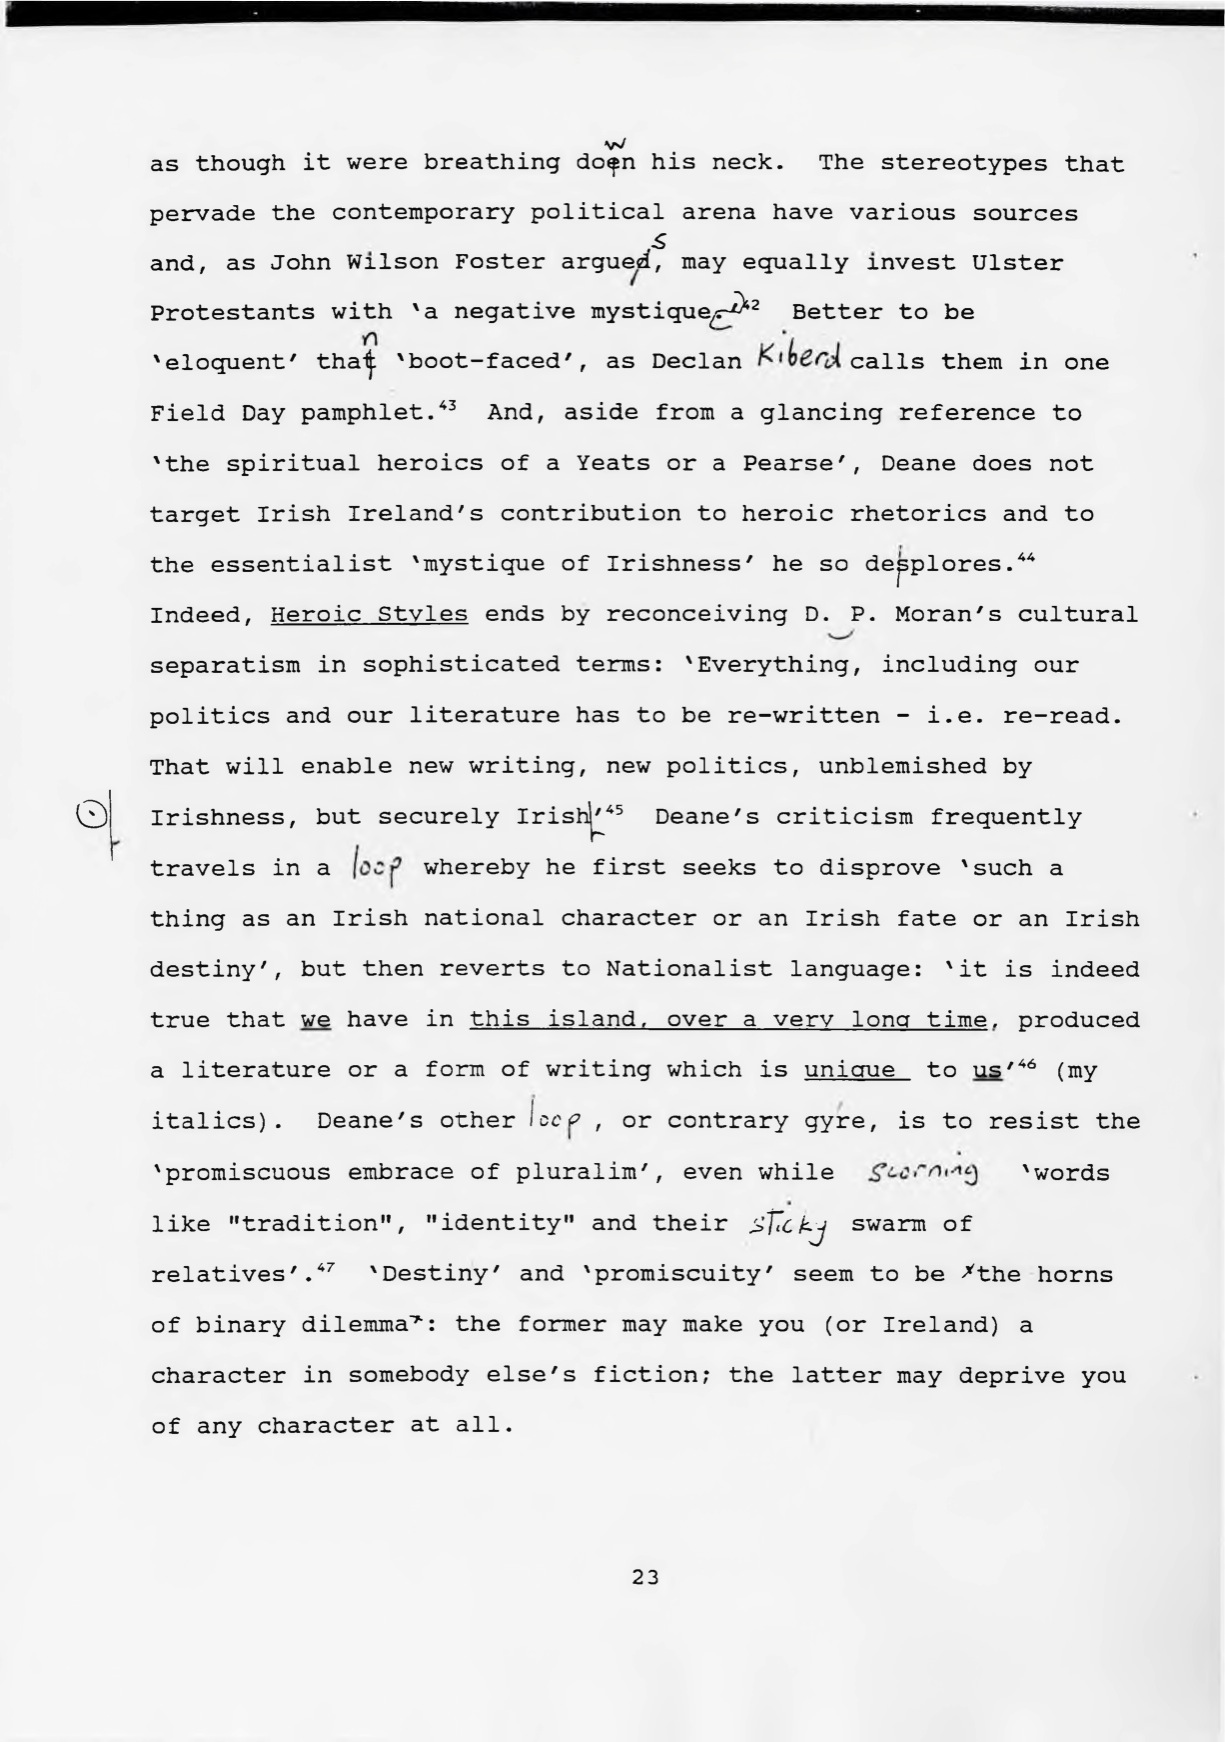 as though it were breathing down his neck. The stereotypes that
pervade the contemporary political arena have various sources
and, as John Wilson Foster argues, may equally invest Ulster
Protestants with 'a negative mystique'.42 Better to be
'eloquent' than 'boot-faced', as Declan Kiberd calls them in one
Field Day pamphlet.43 And, aside from a glancing reference to
'the spiritual heroics of a Yeats or a Pearse', Deane does not
target Irish Ireland's contribution to heroic rhetorics and to
the essentialist 'mystique of Irishness' he so deplores.44
Indeed, Heroic Styles ends by reconceiving D. P. Moran's cultural
separatism in sophisticated terms: 'Everything, including our
politics and our literature has to be re-written - i.e. re-read.
That will enable new writing, new politics, unblemished by
Irishness, but securely Irish.'45 Deane's criticism frequently
travels in a loop whereby he first seeks to disprove 'such a
thing as an Irish national character or an Irish fate or an Irish
destiny', but then reverts to Nationalist language: 'it is indeed
true that we have in this island, over a very long time, produced
a literature or a form of writing which is unique to us'46 (my
italics). Deane's other loop, or contrary gyre, is to resist the
'promiscuous embrace of pluralim', even while scorning 'words
like "tradition", "identity" and their sticky swarm of
relatives'.47 'Destiny' and 'promiscuity' seem to be the horns
of binary dilemma: the former may make you (or Ireland) a
character in somebody else's fiction; the latter may deprive you
of any character at all.
23